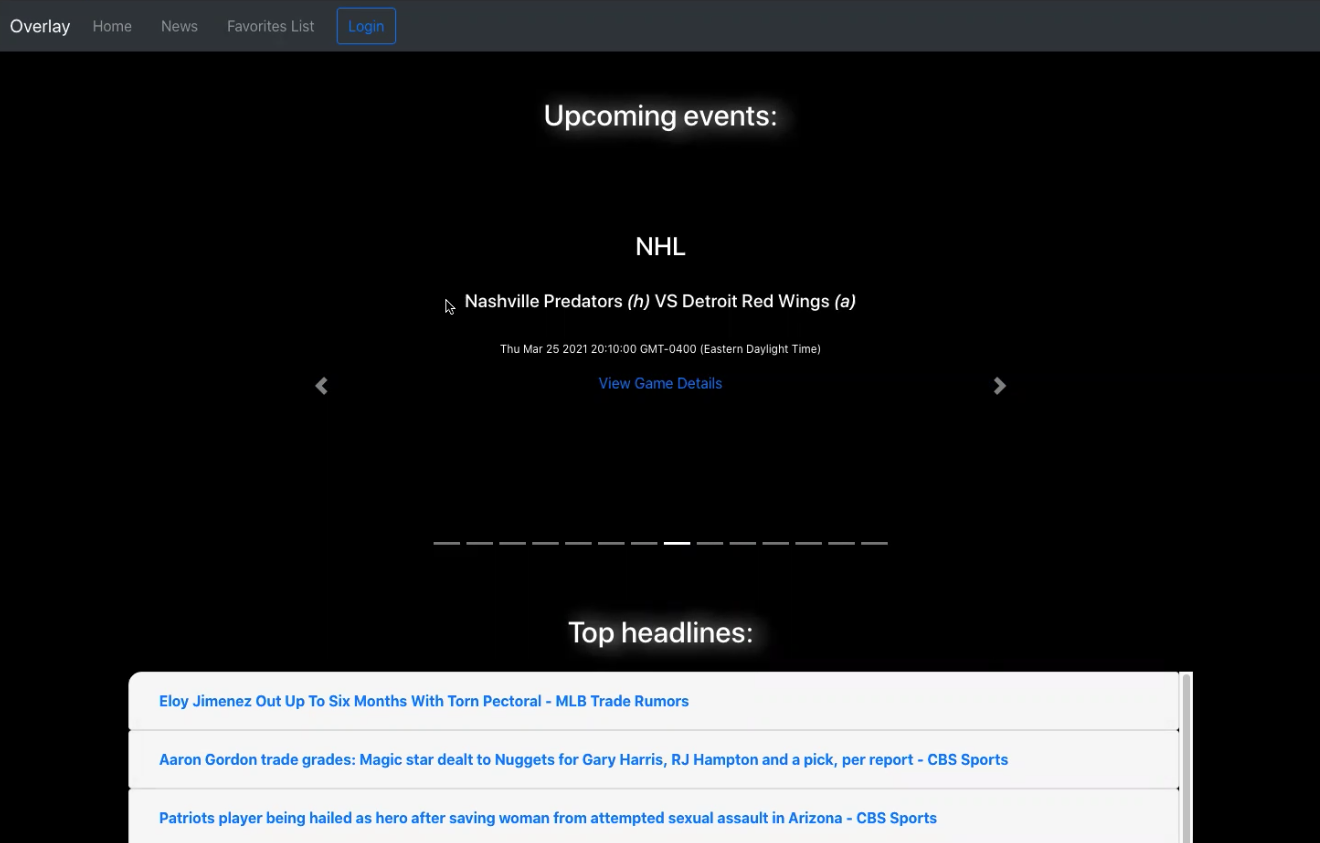 Overlay Home News Favorites List Login
Upcoming events:
NHL
Nashville Predators (h) VS Detroit Red Wings (a)
Thu Mar 25 2021 20:10:00 GMT-0400 (Eastern Daylight Time)
View Game Details
Top headlines:
Eloy Jimenez Out Up To Six Months With Torn Pectoral - MLB Trade Rumors
Aaron Gordon trade grades: Magic star dealt to Nuggets for Gary Harris, RJ Hampton and a pick, per report - CBS Sports
Patriots player being hailed as hero after saving woman from attempted sexual assault in Arizona - CBS Sports